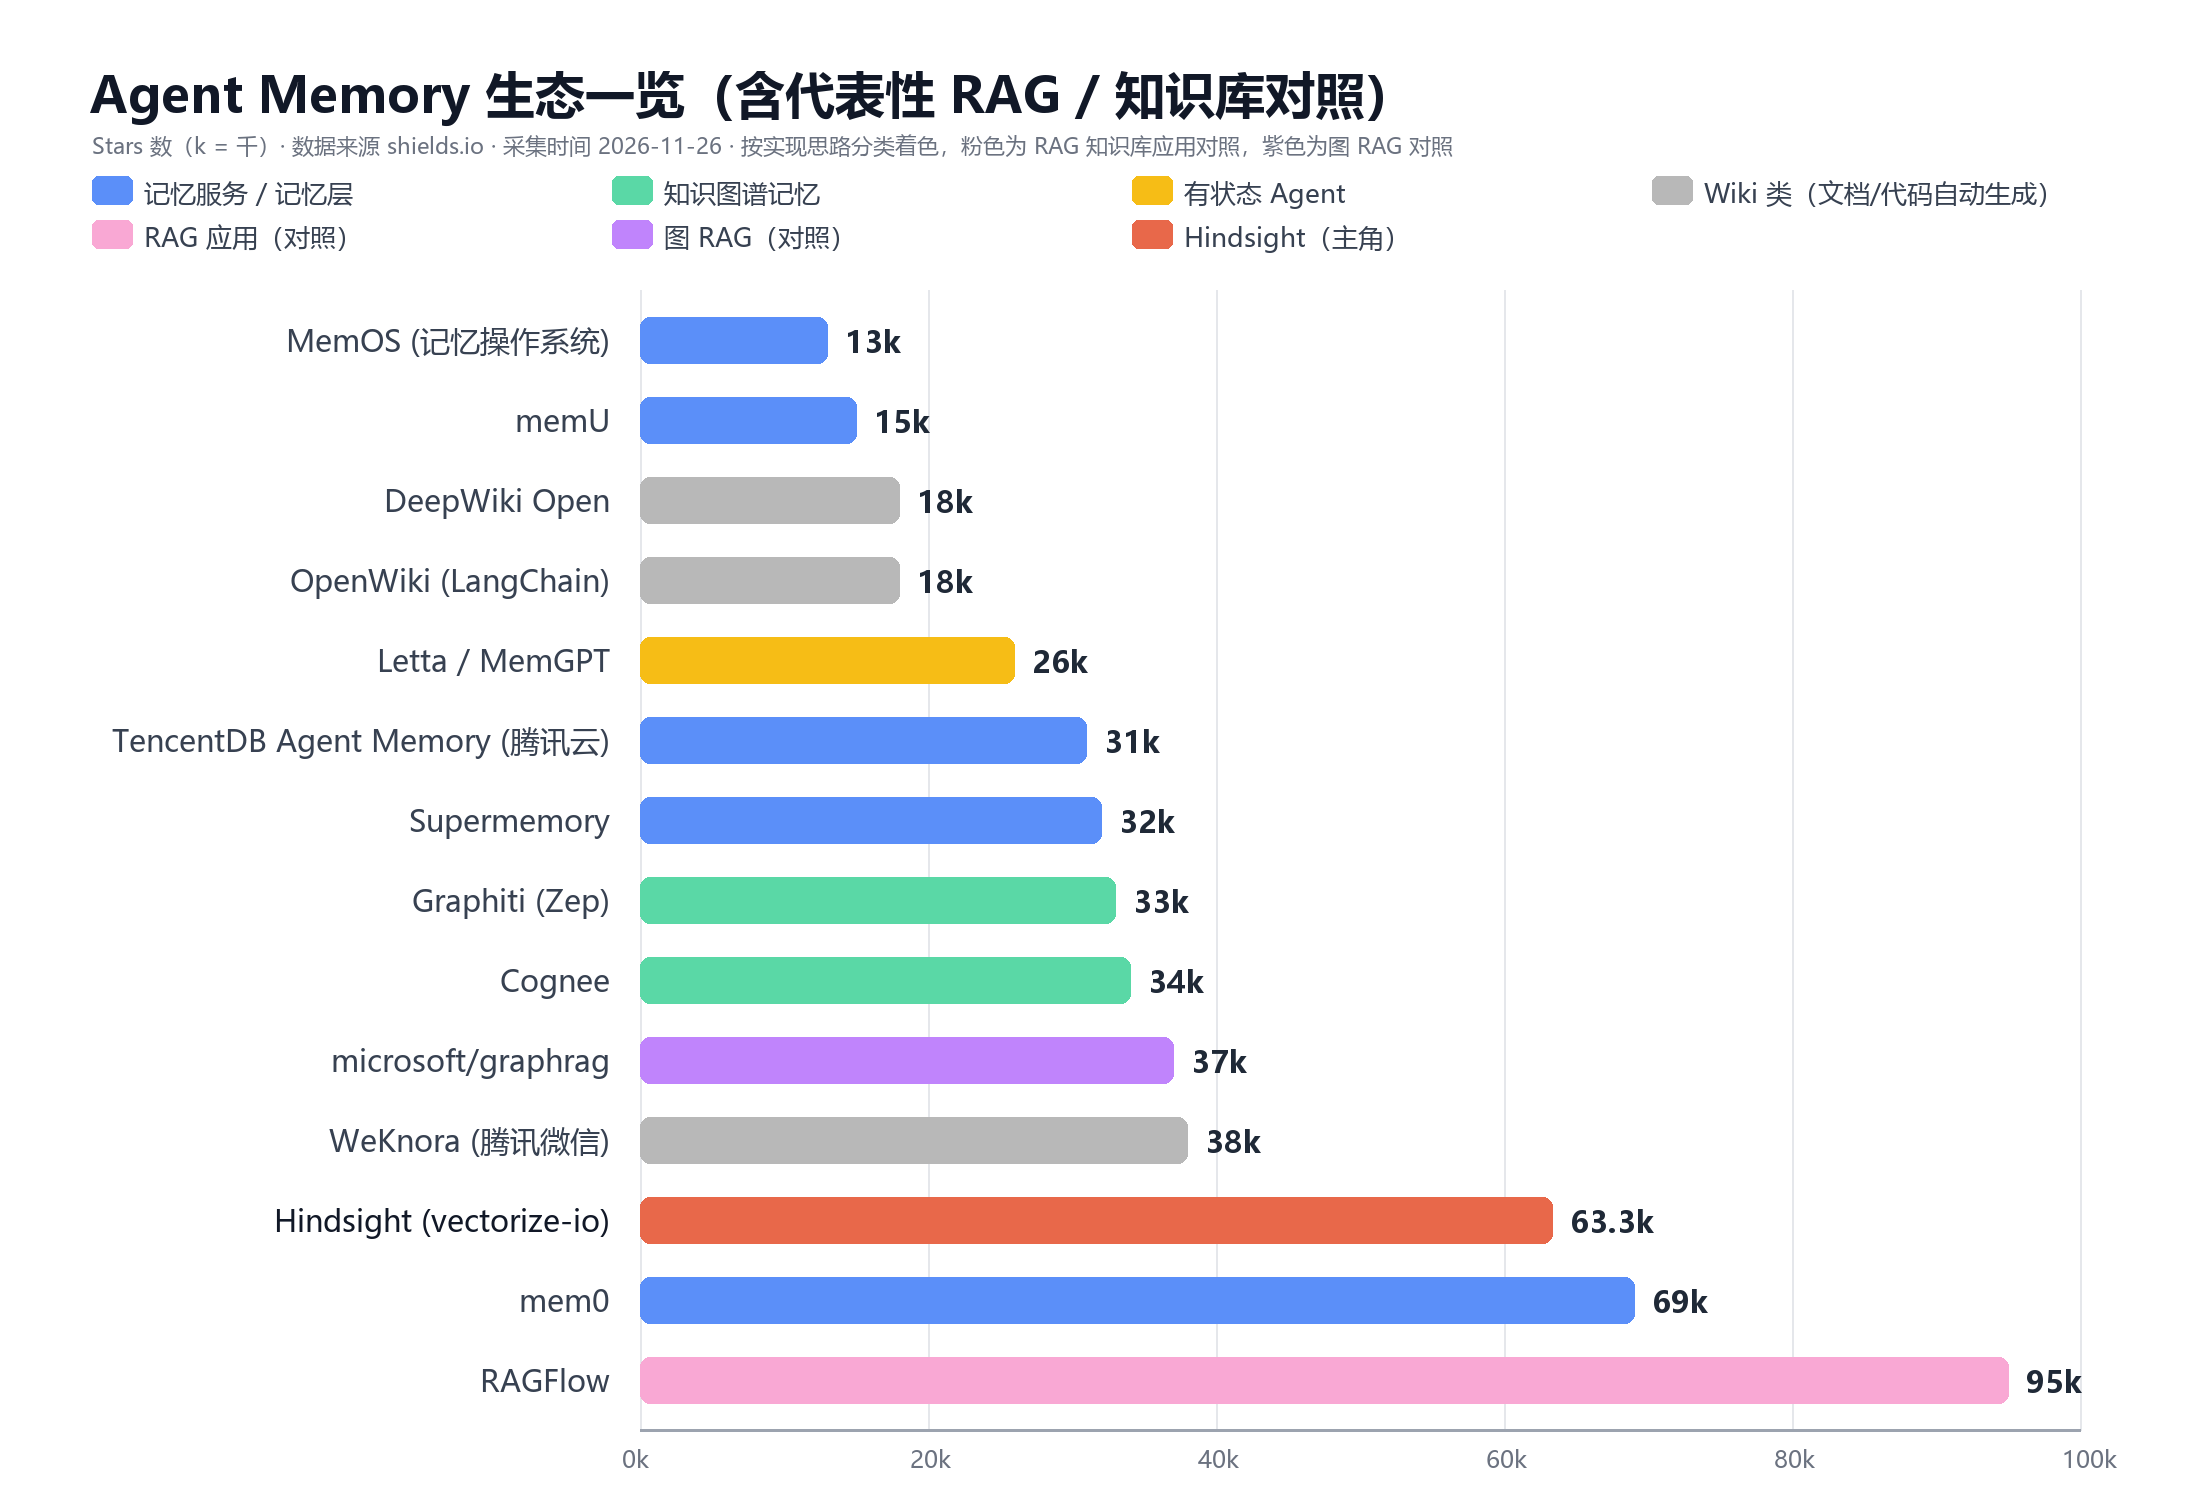 Agent Memory 生态一览（含代表性 RAG / 知识库对照）
Stars 数（k = 千）· 数据来源 shields.io · 采集时间 2026-11-26 · 按实现思路分类着色，粉色为 RAG 知识库应用对照，紫色为图 RAG 对照
记忆服务 / 记忆层 知识图谱记忆 有状态 Agent Wiki 类（文档/代码自动生成）
RAG 应用（对照） 图 RAG（对照） Hindsight（主角）
MemOS (记忆操作系统) 13k
memU 15k
DeepWiki Open 18k
OpenWiki (LangChain) 18k
Letta / MemGPT 26k
TencentDB Agent Memory (腾讯云) 31k
Supermemory 32k
Graphiti (Zep) 33k
Cognee 34k
microsoft/graphrag 37k
WeKnora (腾讯微信) 38k
Hindsight (vectorize-io) 63.3k
mem0 69k
RAGFlow 95k
0k 20k 40k 60k 80k 100k